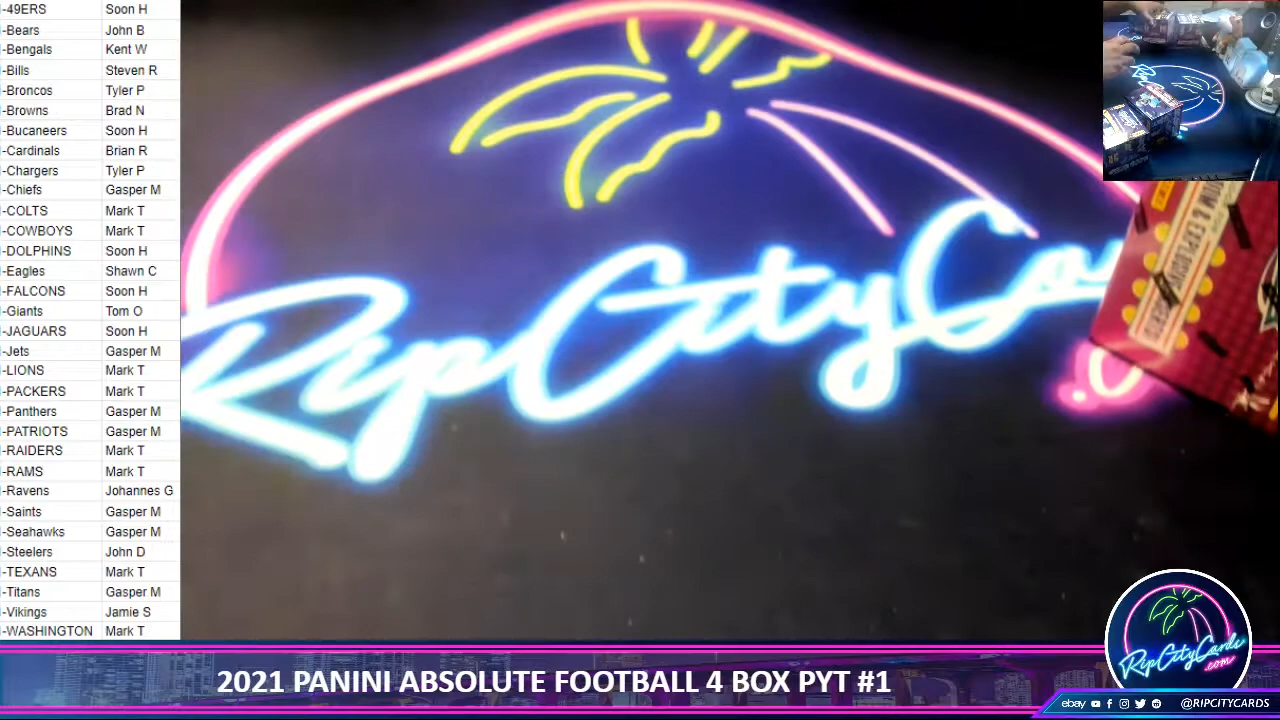 -49ERS Soon H
-Bears John B
-Bengals Kent W
-Bills Steven R
-Broncos Tyler P
-Browns Brad N
-Bucaneers Soon H
-Cardinals Brian R
-Chargers Tyler P
-Chiefs Gasper M
-COLTS Mark T
-COWBOYS Mark T
-DOLPHINS Soon H
-Eagles Shawn C
-FALCONS Soon H
-Giants Tom O
-JAGUARS Soon H
-Jets Gasper M
-LIONS Mark T
-PACKERS Mark T
-Panthers Gasper M
-PATRIOTS Gasper M
-RAIDERS Mark T
-RAMS Mark T
-Ravens Johannes G
-Saints Gasper M
-Seahawks Gasper M
-Steelers John D
-TEXANS Mark T
-Titans Gasper M
-Vikings Jamie S
-WASHINGTON Mark T
RipCityCa
RipCityCards
.com
2021 PANINI ABSOLUTE FOOTBALL 4 BOX PYT #1
ebay @RIPCITYCARDS